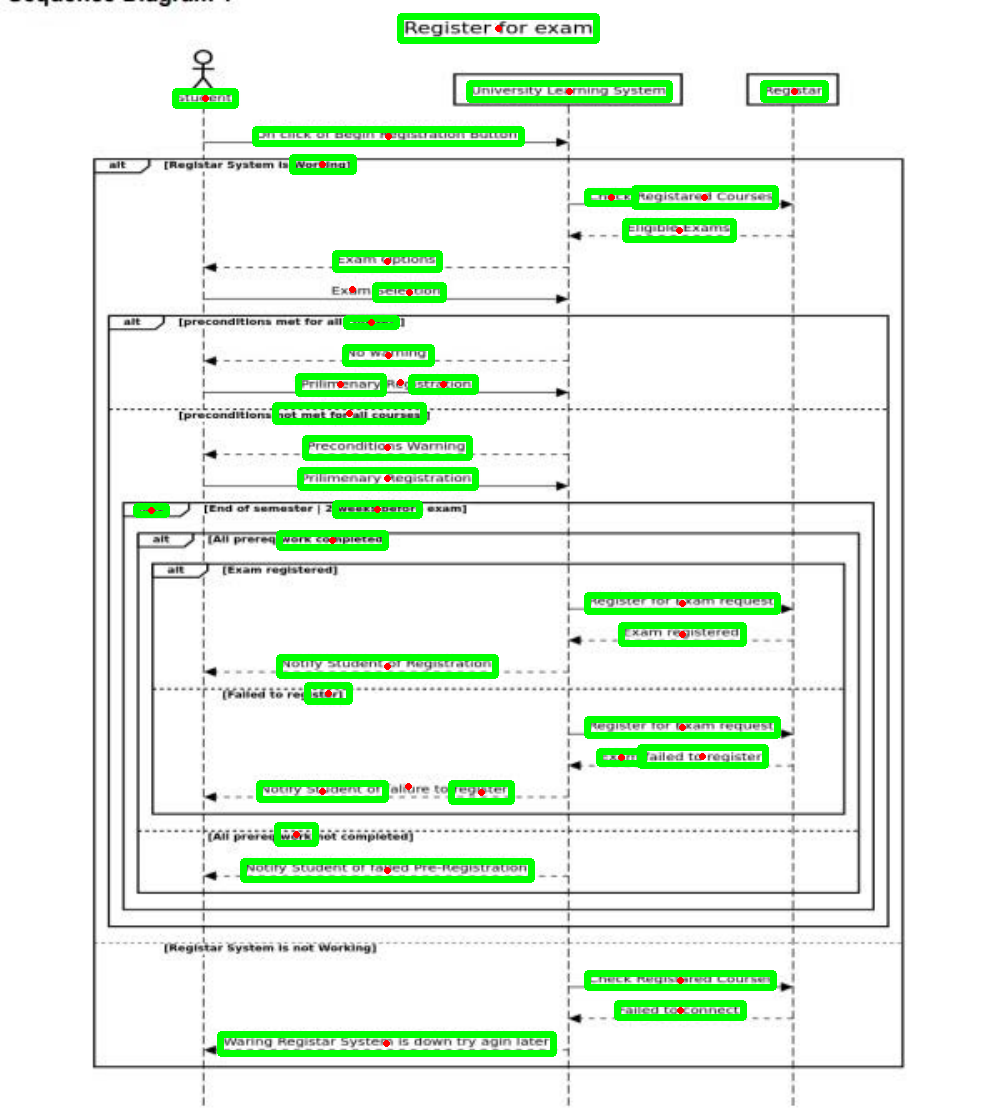 Sequence Diagram 1
Register for exam
Student
University Learning System
Registrar
On click of Begin Registration Button
alt
[Registar System is Working]
Check Registared Courses
Eligible Exams
Exam Options
Exam Selection
alt
[preconditions met for all ]
No warning
Prilimenary Registration
[preconditions not met for all courses ]
Preconditions Warning
Prilimenary Registration
[End of semester | 2 weeks before exam]
alt
[All prereq work completed
alt
[Exam registered]
Register for Exam request
Exam registered
Notify Student of Registration
[Failed to register]
Register for Exam request
Exam failed to register
Notify Student of failure to register
[All prereq work not completed]
Notify Student of failed Pre-Registration
[Registar System is not Working]
Check Registared Courses
Failed to connect
Waring Registar System is down try agin later